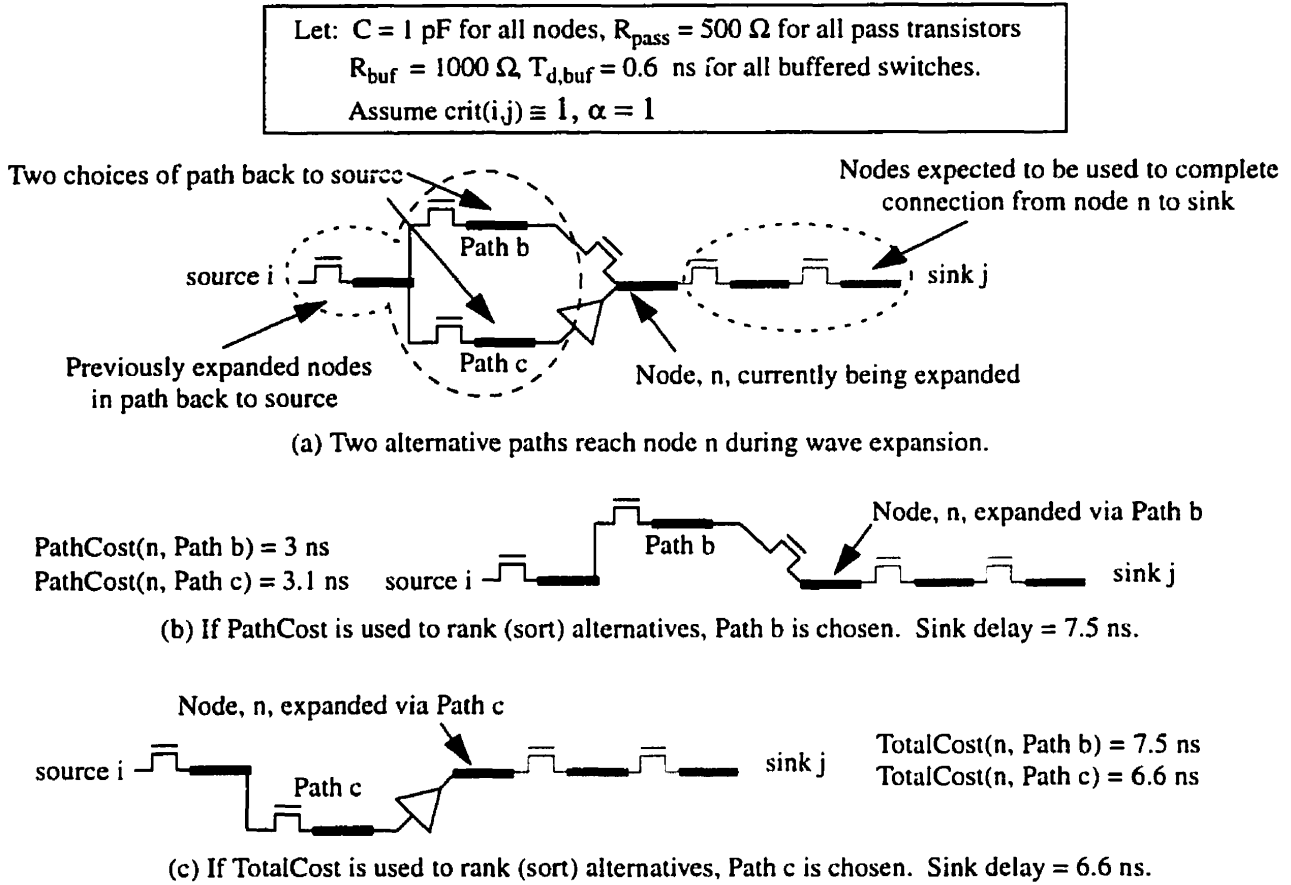 Let: C = 1 pF for all nodes, R_pass = 500 Ω for all pass transistors
R_buf = 1000 Ω, T_d,buf = 0.6 ns for all buffered switches.
Assume crit(i,j) ≅ 1, α = 1
Two choices of path back to source
Nodes expected to be used to complete
connection from node n to sink
Path b
source i
sink j
Path c
Previously expanded nodes
in path back to source
Node, n, currently being expanded
(a) Two alternative paths reach node n during wave expansion.
Node, n, expanded via Path b
PathCost(n, Path b) = 3 ns
PathCost(n, Path c) = 3.1 ns
Path b
source i
sink j
(b) If PathCost is used to rank (sort) alternatives, Path b is chosen. Sink delay = 7.5 ns.
Node, n, expanded via Path c
source i
Path c
sink j
TotalCost(n, Path b) = 7.5 ns
TotalCost(n, Path c) = 6.6 ns
(c) If TotalCost is used to rank (sort) alternatives, Path c is chosen. Sink delay = 6.6 ns.